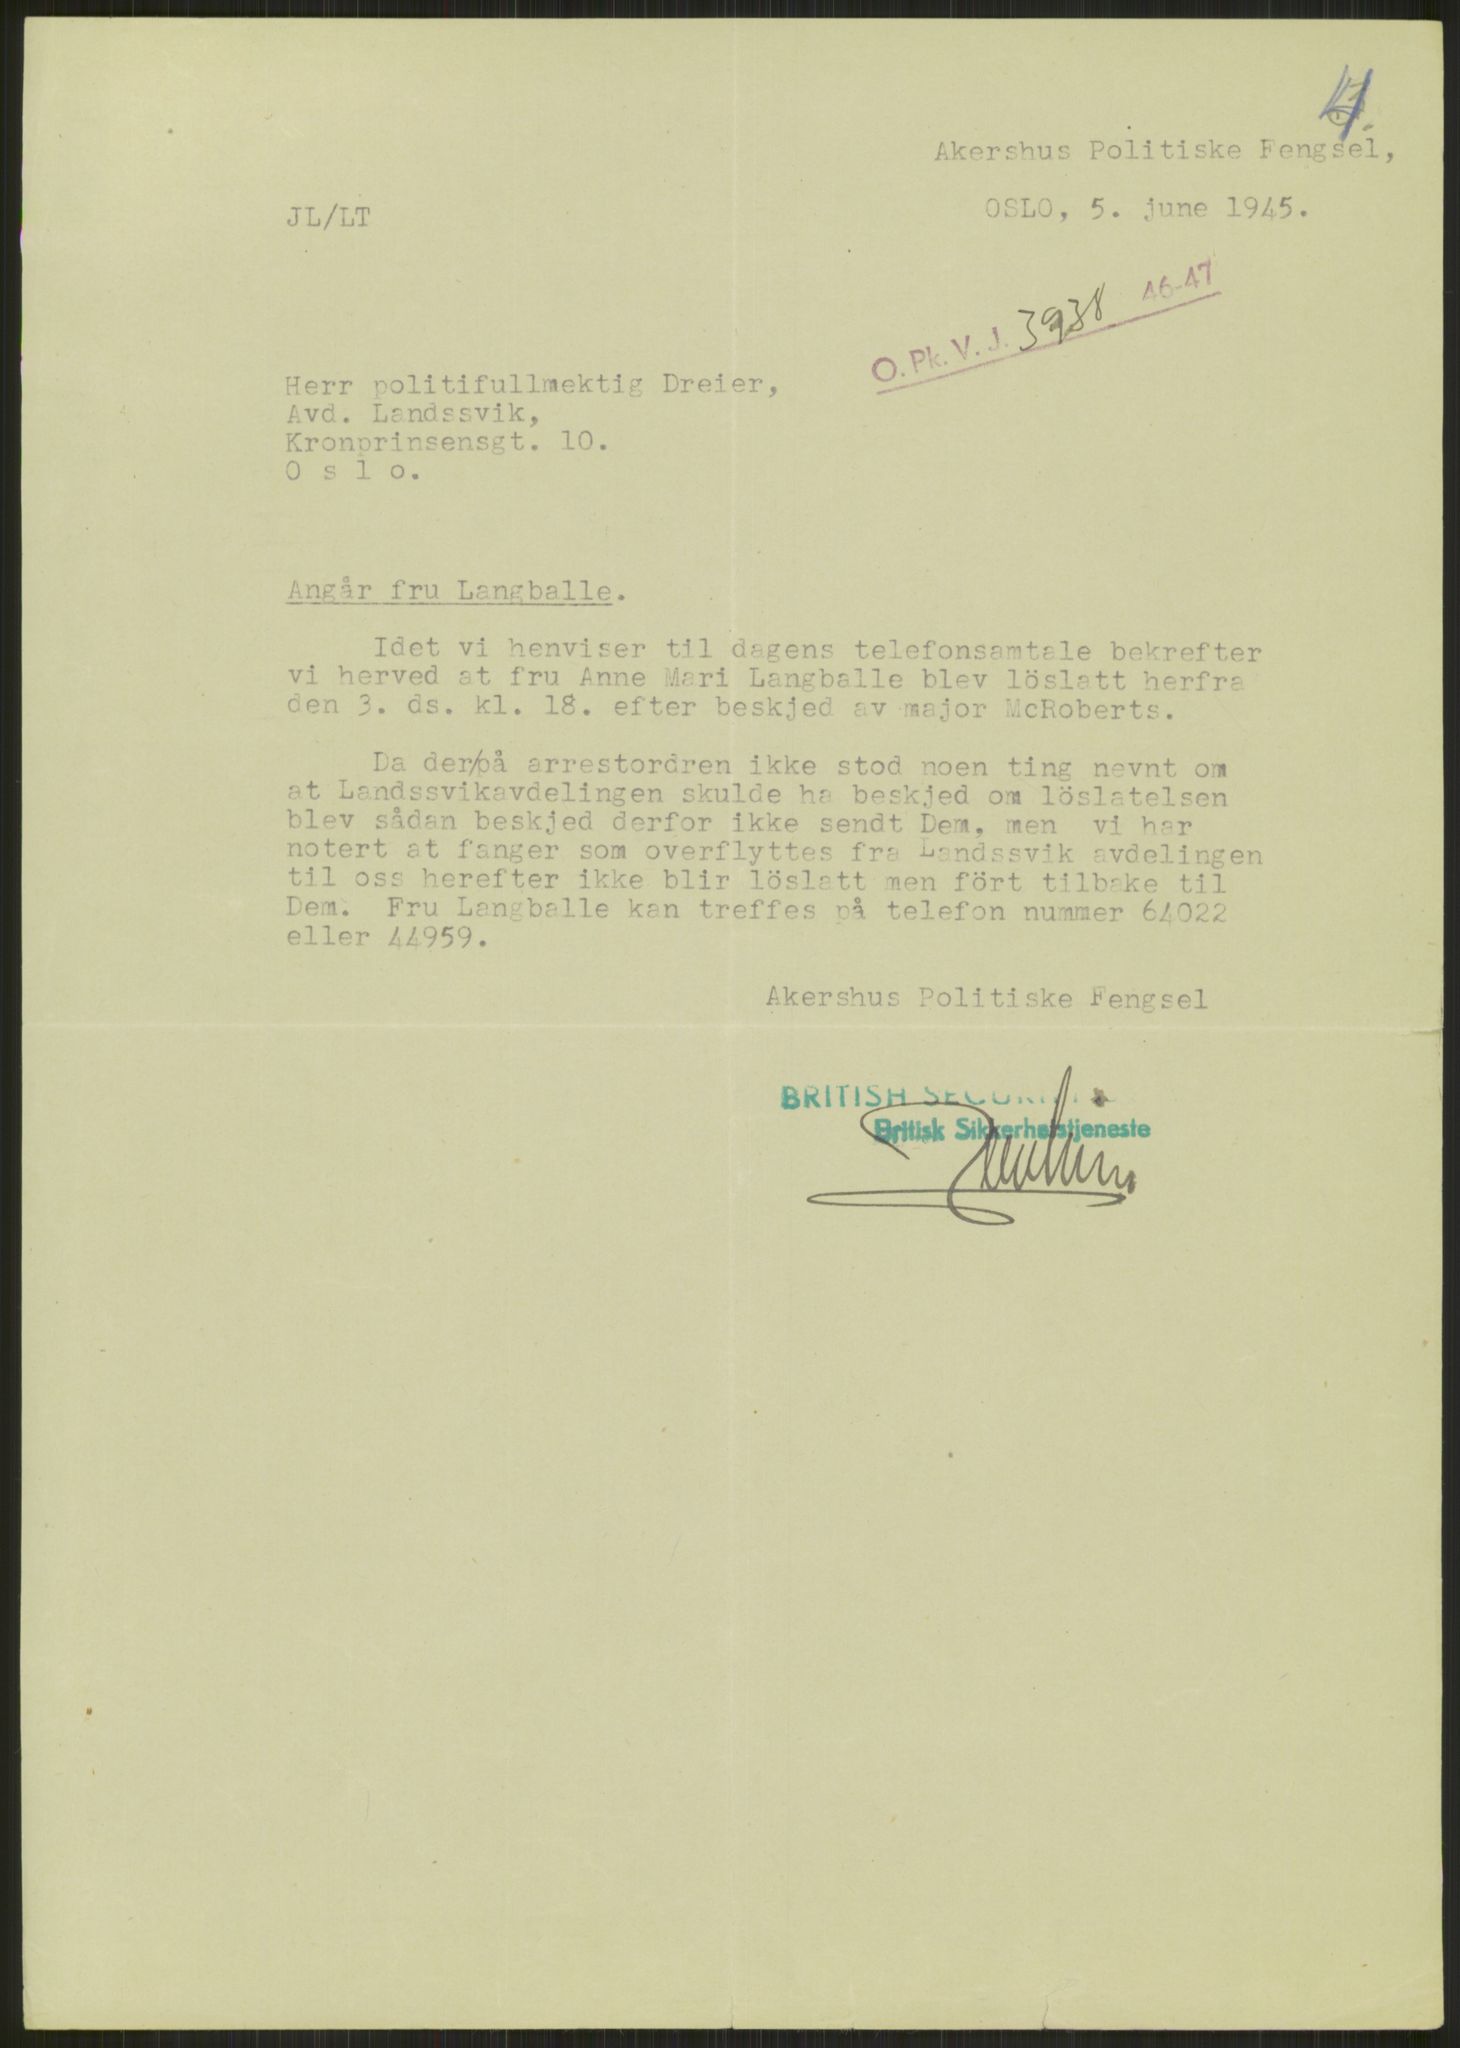 Akershus Politiske Fengsel,
JL/LT
OSLO, 5. june 1945.
O. Pk. V. J. 3938 46-47
Herr politifullmektig Dreier,
Avd. Landssvik,
Kronprinsensgt. 10.
O s l o.
Angår fru Langballe.
Idet vi henviser til dagens telefonsamtale bekrefter
vi herved at fru Anne Mari Langballe blev löslatt herfra
den 3. ds. kl. 18. efter beskjed av major McRoberts.
Da der/på arrestordren ikke stod noen ting nevnt om
at Landssvikavdelingen skulde ha beskjed om löslatelsen
blev sådan beskjed derfor ikke sendt Dem, men vi har
notert at fanger som overflyttes fra Landssvik avdelingen
til oss herefter ikke blir löslatt men fört tilbake til
Dem. Fru Langballe kan treffes på telefon nummer 64022
eller 44959.
Akershus Politiske Fengsel
BRITISH
Britisk Sikkerhetstjeneste